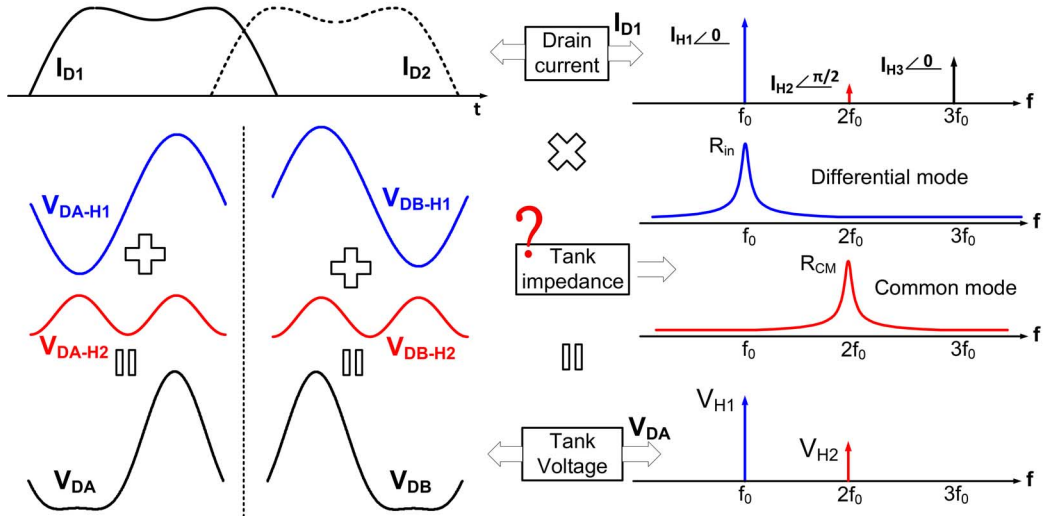 I_D1
I_D2
t
V_DA-H1
V_DB-H1
V_DA-H2
V_DB-H2
V_DA
V_DB
Drain
current
I_D1
I_H1∠0
I_H2∠π/2
I_H3∠0
f
f_0
2f_0
3f_0
R_in
Differential mode
f_0
2f_0
3f_0
?
Tank
impedance
R_CM
Common mode
f_0
2f_0
3f_0
Tank
Voltage
V_DA
V_H1
V_H2
f
f_0
2f_0
3f_0